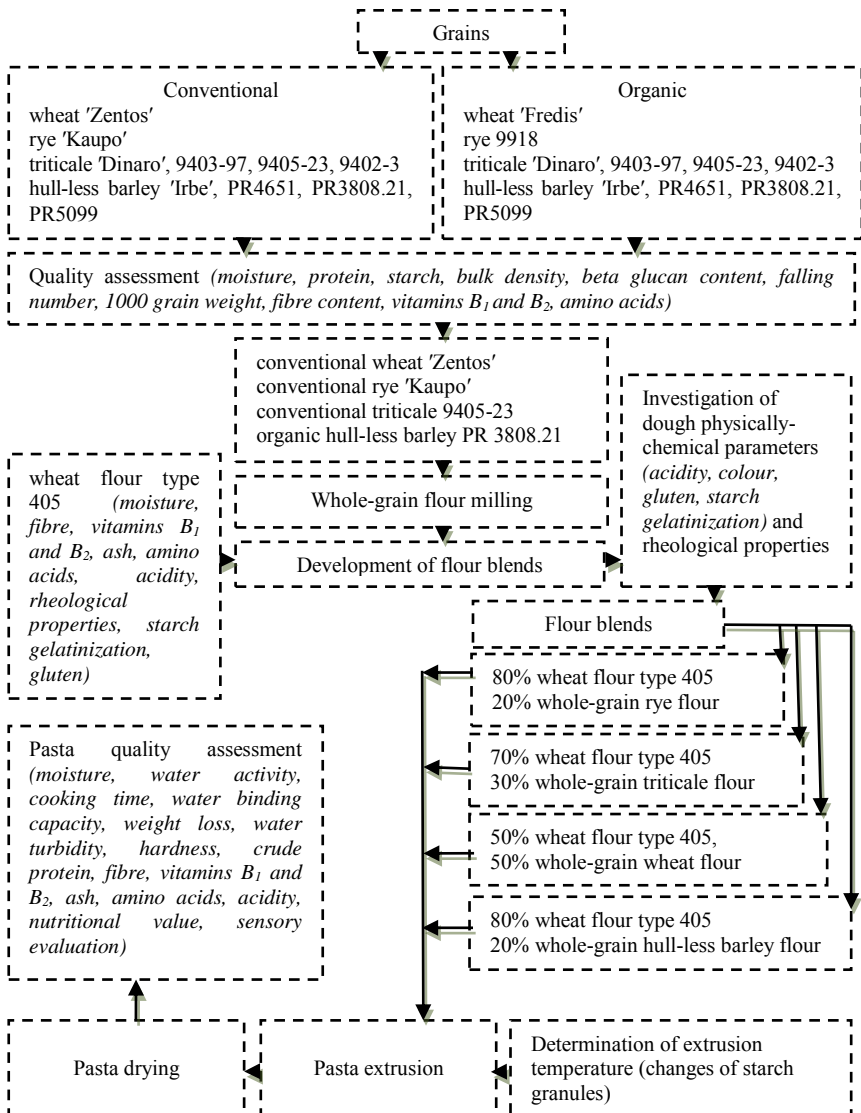 Grains
Conventional
wheat ′Zentos′
rye ′Kaupo′
triticale ′Dinaro′, 9403-97, 9405-23, 9402-3
hull-less barley ′Irbe′, PR4651, PR3808.21,
PR5099
Organic
wheat ′Fredis′
rye 9918
triticale ′Dinaro′, 9403-97, 9405-23, 9402-3
hull-less barley ′Irbe′, PR4651, PR3808.21,
PR5099
Quality assessment (moisture, protein, starch, bulk density, beta glucan content, falling
number, 1000 grain weight, fibre content, vitamins B1 and B2, amino acids)
conventional wheat ′Zentos′
conventional rye ′Kaupo′
conventional triticale 9405-23
organic hull-less barley PR 3808.21
Whole-grain flour milling
wheat flour type
405 (moisture,
fibre, vitamins B1
and B2, ash, amino
acids, acidity,
rheological
properties, starch
gelatinization,
gluten)
Development of flour blends
Investigation of
dough physically-
chemical parameters
(acidity, colour,
gluten, starch
gelatinization) and
rheological properties
Flour blends
80% wheat flour type 405
20% whole-grain rye flour
70% wheat flour type 405
30% whole-grain triticale flour
50% wheat flour type 405,
50% whole-grain wheat flour
80% wheat flour type 405
20% whole-grain hull-less barley flour
Pasta quality assessment
(moisture, water activity,
cooking time, water binding
capacity, weight loss, water
turbidity, hardness, crude
protein, fibre, vitamins B1 and
B2, ash, amino acids, acidity,
nutritional value, sensory
evaluation)
Pasta drying
Pasta extrusion
Determination of extrusion
temperature (changes of starch
granules)